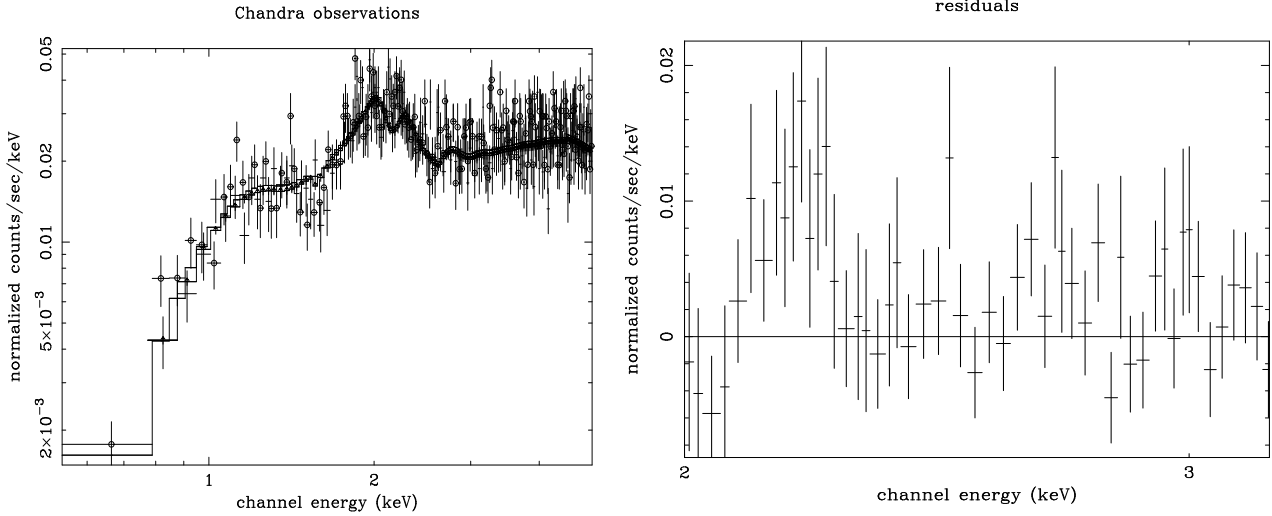 Chandra observations
normalized counts/sec/keV
0.05
0.02
0.01
5×10−3
2×10−3
1
2
channel energy (keV)
residuals
normalized counts/sec/keV
0.02
0.01
0
2
3
channel energy (keV)